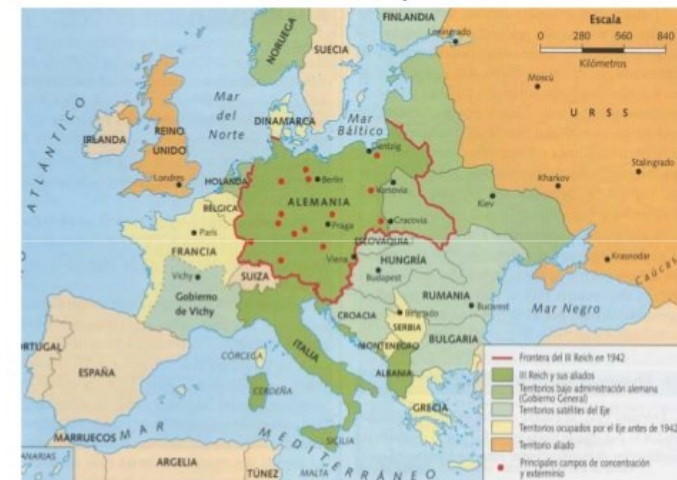 FINLANDIA
NORUEGA
SUECIA
Leningrado
Escala
0 280 560 840
Kilómetros
Moscú
U R S S
ATLÁNTICO
Mar
del
Norte
Mar
Báltico
DINAMARCA
IRLANDA
REINO
UNIDO
Londres
HOLANDA
BÉLGICA
Dantzig
Berlín
ALEMANIA
Varsovia
Praga
Cracovia
Kiev
Kharkov
Stalingrado
Krasnodar
Caúcas
París
FRANCIA
Vichy
Gobierno
de Vichy
SUIZA
Viena
ESLOVAQUIA
HUNGRÍA
Budapest
RUMANIA
Bucarest
CROACIA
Belgrado
SERBIA
MONTENEGRO
BULGARIA
Mar Negro
ITALIA
ALBANIA
GRECIA
CÓRCEGA
CERDEÑA
SICILIA
PORTUGAL
ESPAÑA
MARRUECOS
ANARIAS
ARGELIA
TÚNEZ
MALTA
MAR MEDITERRÁNEO
Frontera del III Reich en 1942
III Reich y sus aliados
Territorios bajo administración alemana
(Gobierno General)
Territorios satélites del Eje
Territorios ocupados por el Eje antes de 1942
Territorio aliado
Principales campos de concentración
y exterminio